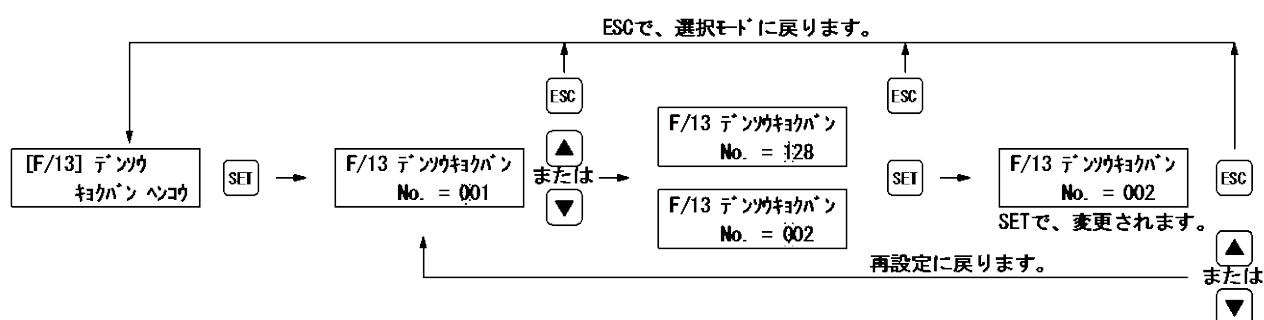 ESCで、選択ﾓｰﾄﾞに戻ります。
ESC
ESC
[F/13] ﾃﾞﾝｿｳ
ｷｮｸﾊﾞﾝ ﾍﾝｺｳ
SET
F/13 ﾃﾞﾝｿｳｷｮｸﾊﾞﾝ
No. = 001
▲
または
▼
F/13 ﾃﾞﾝｿｳｷｮｸﾊﾞﾝ
No. = 128
F/13 ﾃﾞﾝｿｳｷｮｸﾊﾞﾝ
No. = 002
SET
F/13 ﾃﾞﾝｿｳｷｮｸﾊﾞﾝ
No. = 002
SETで、変更されます。
ESC
再設定に戻ります。
▲
または
▼